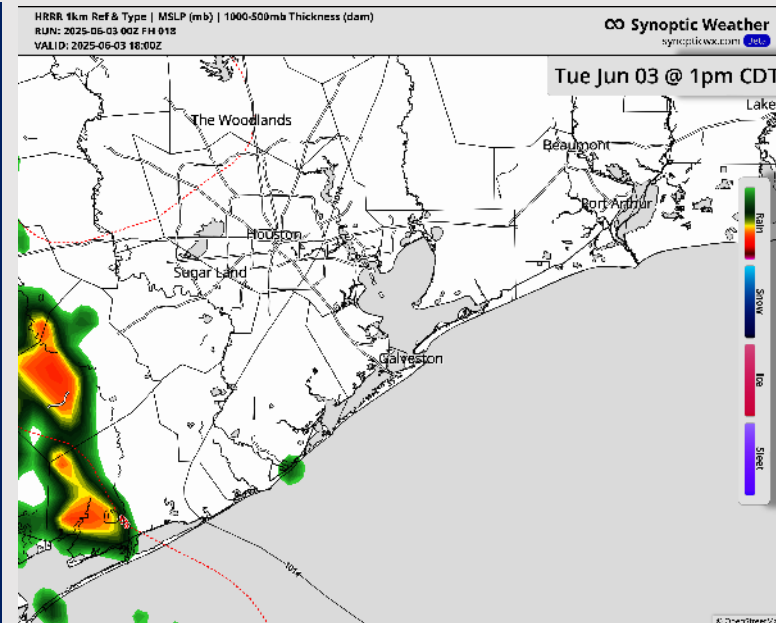 HRRR 1km Ref & Type | MSLP (mb) | 1000-500mb Thickness (dam)
RUN: 2025-06-03 00Z FH 018
VALID: 2025-06-03 18:00Z
Synoptic Weather
synopticwx.com Beta
Tue Jun 03 @ 1pm CDT
Lake
The Woodlands
Beaumont
Port Arthur
Houston
Sugar Land
Galveston
Rain
Snow
Ice
Sleet
1014
© OpenStreetMa